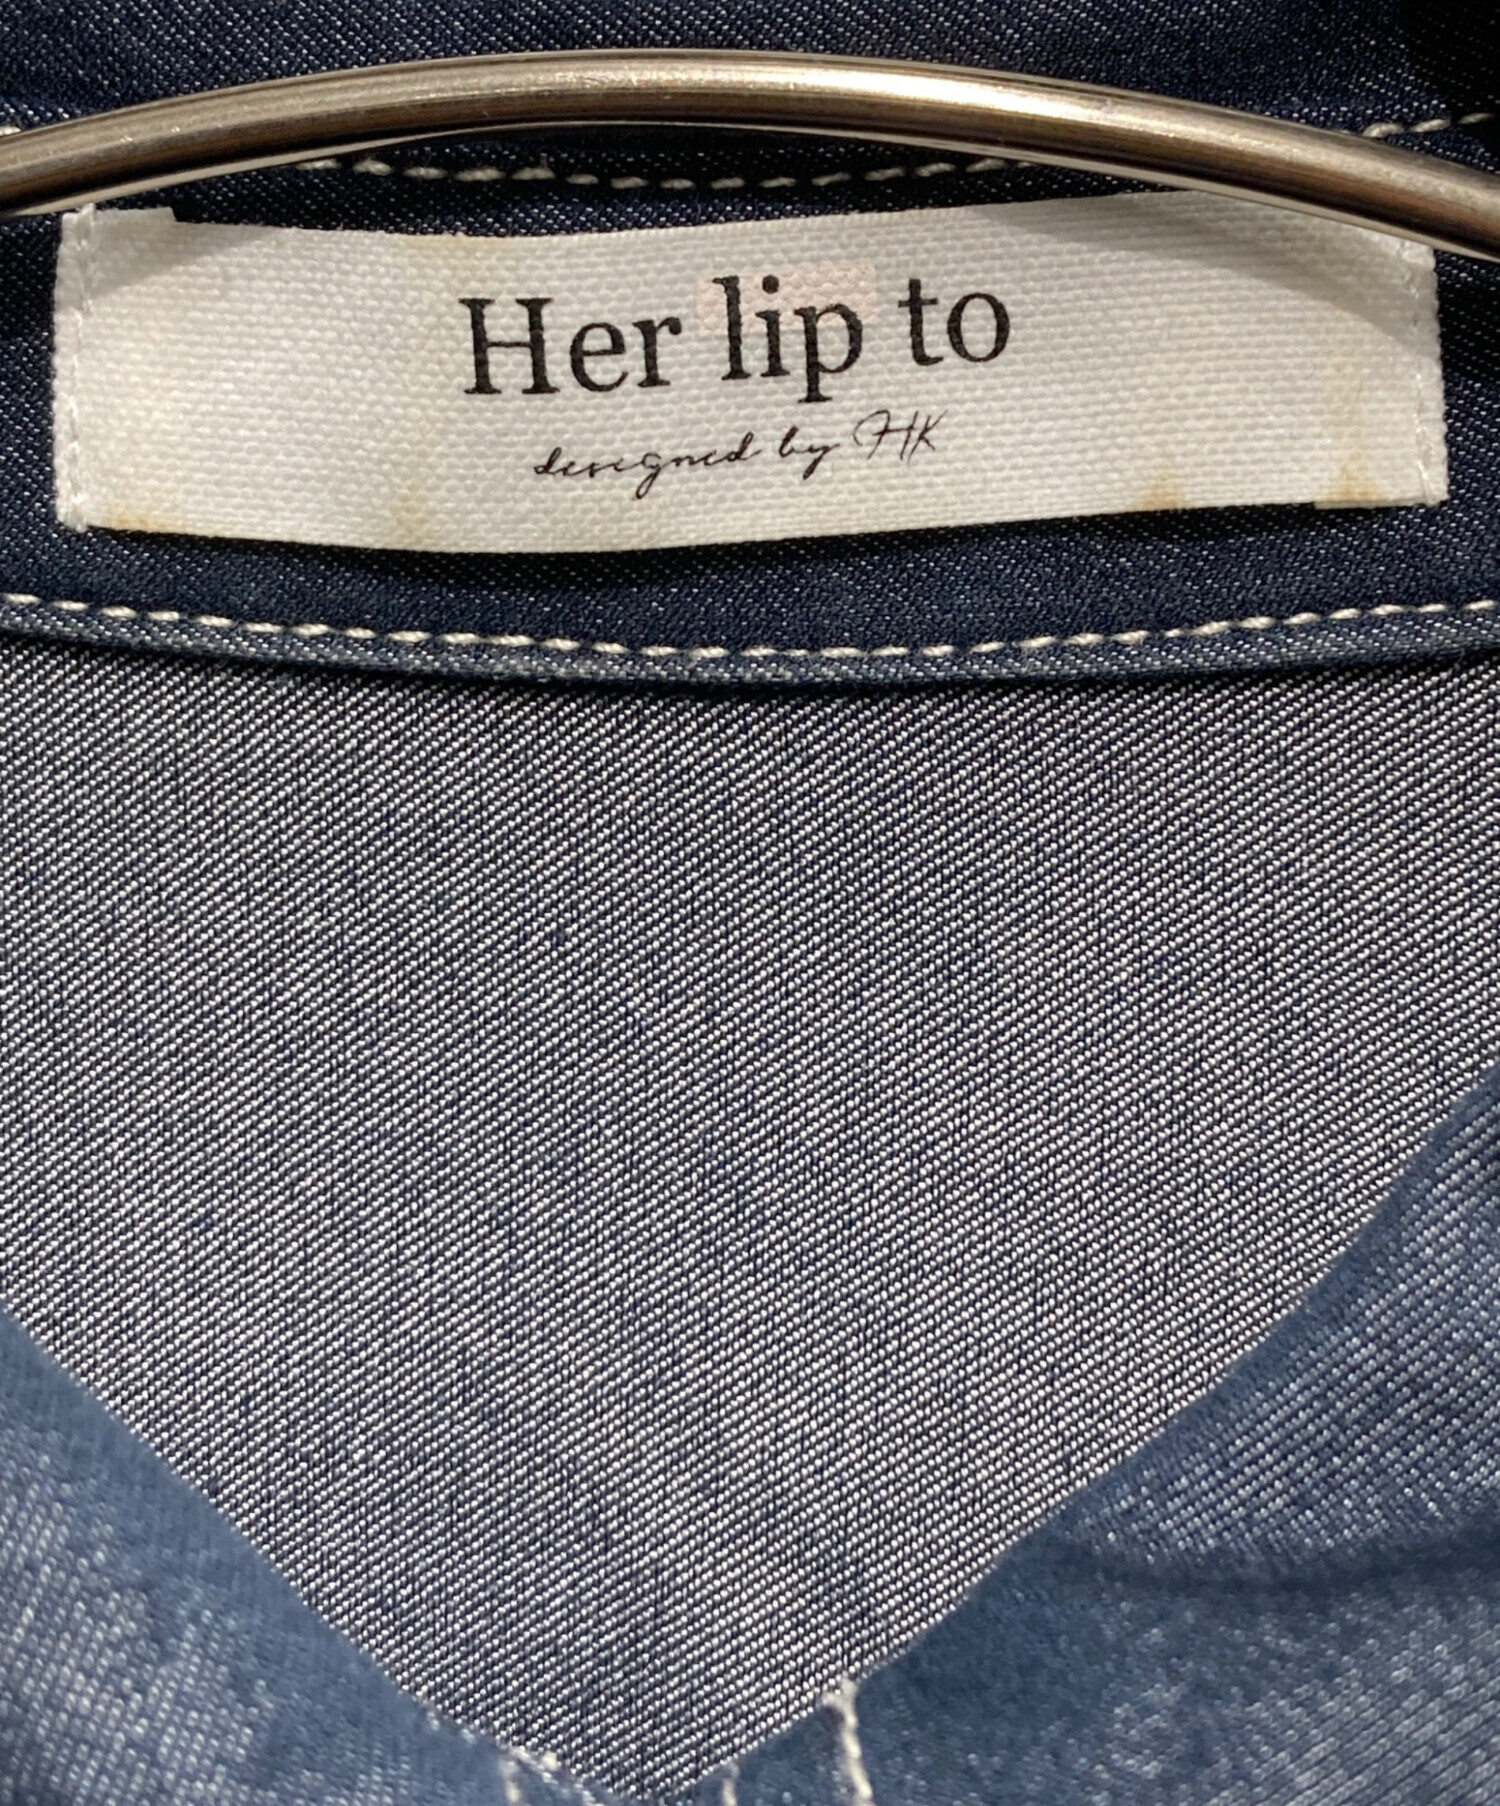 Her lip to
designed by HK